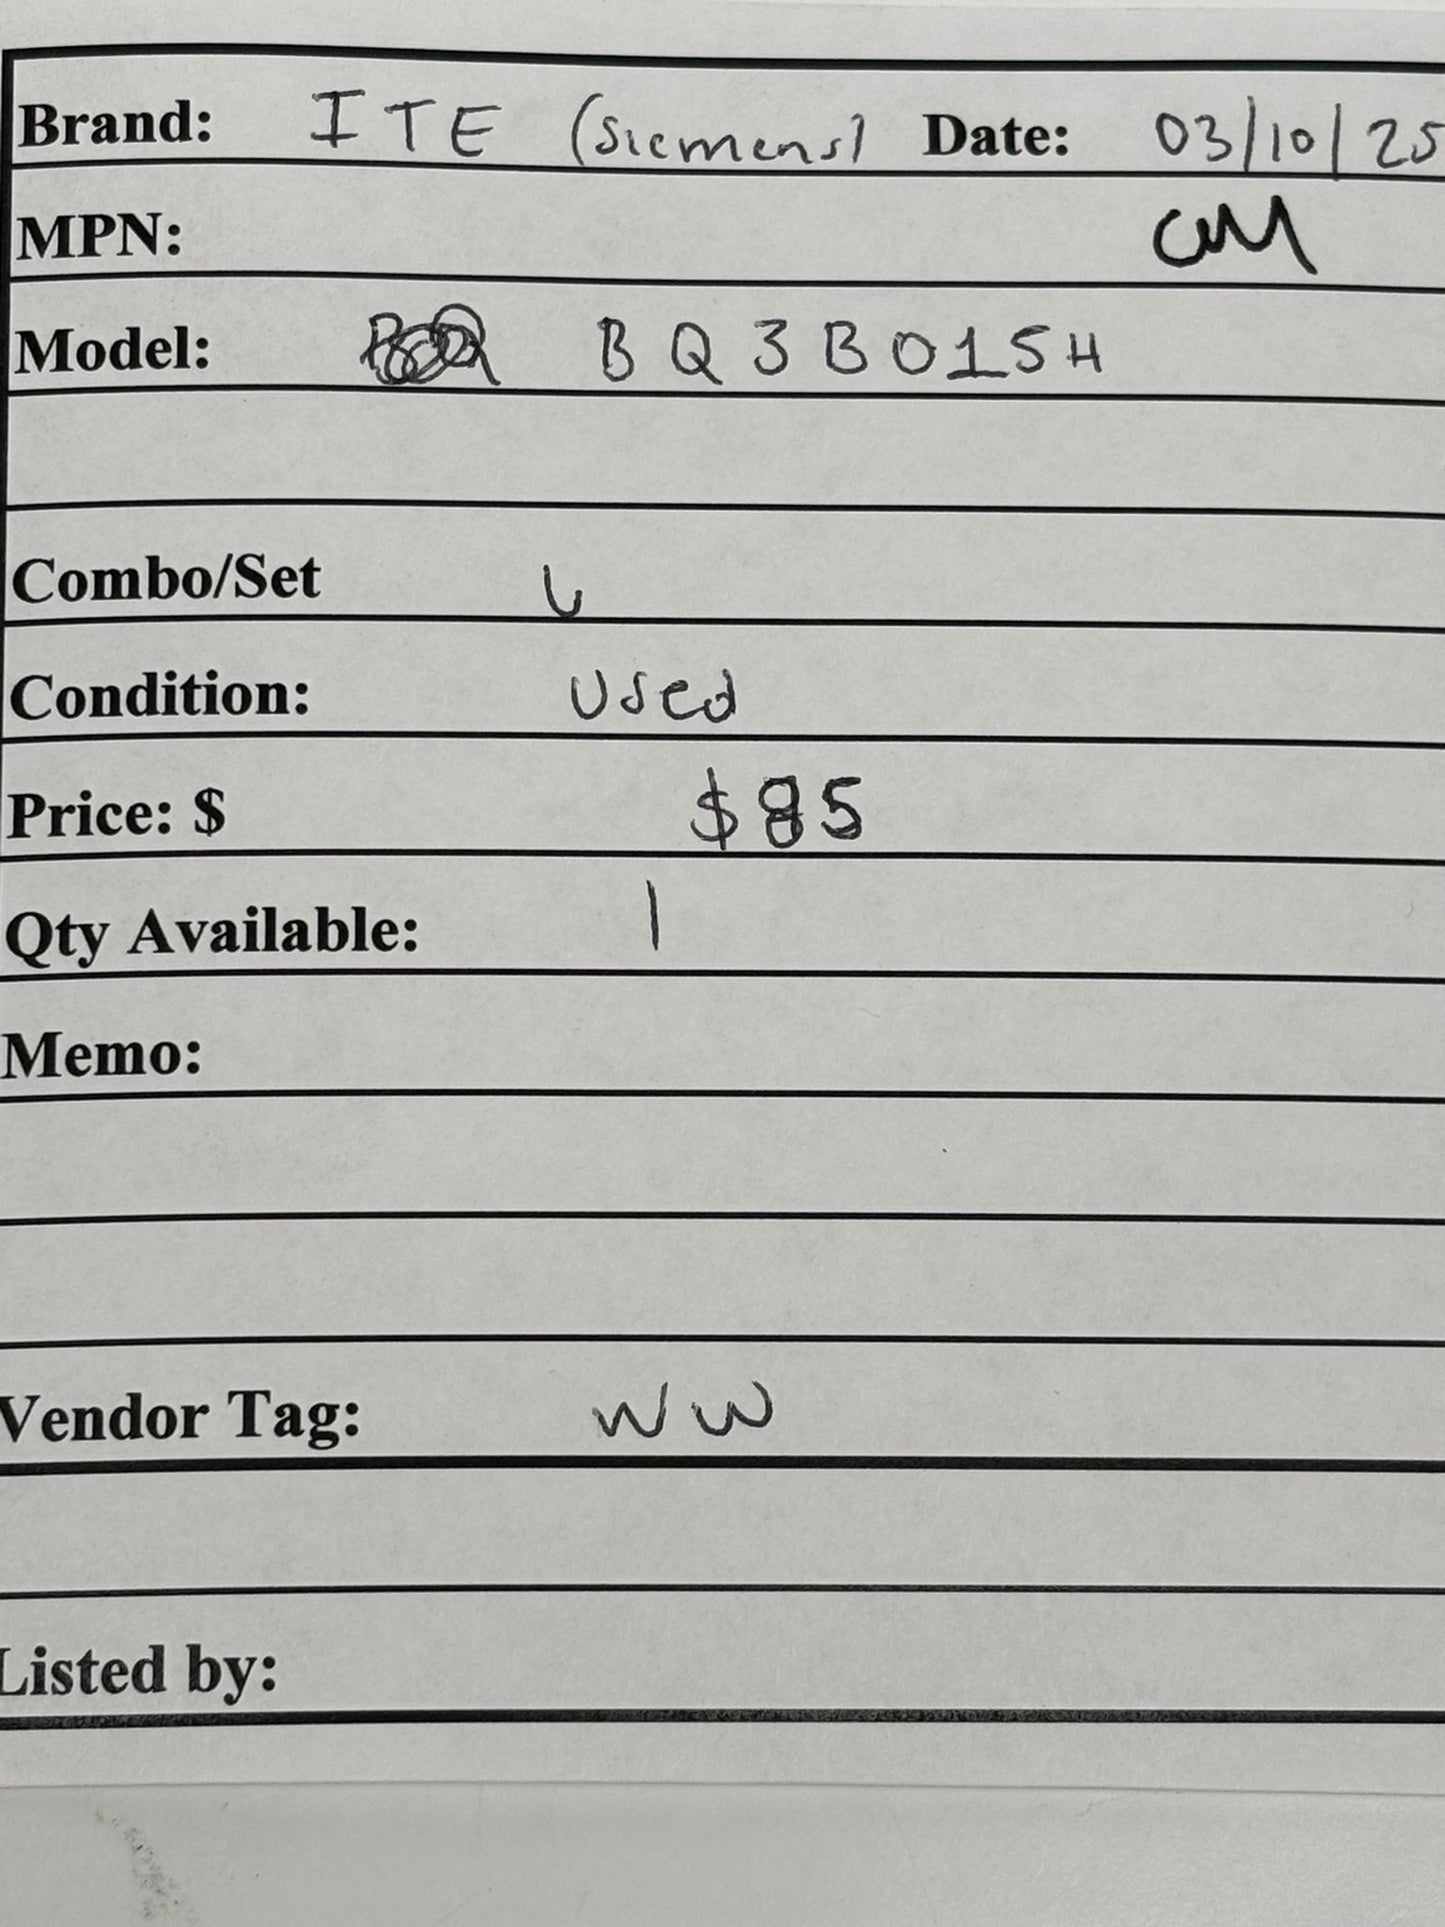 Brand: ITE (Siemens) Date: 03/10/25
MPN: CM
Model: BQ3B015H
Combo/Set
Condition: Used
Price: $ $85
Qty Available: 1
Memo:
Vendor Tag: WW
Listed by: